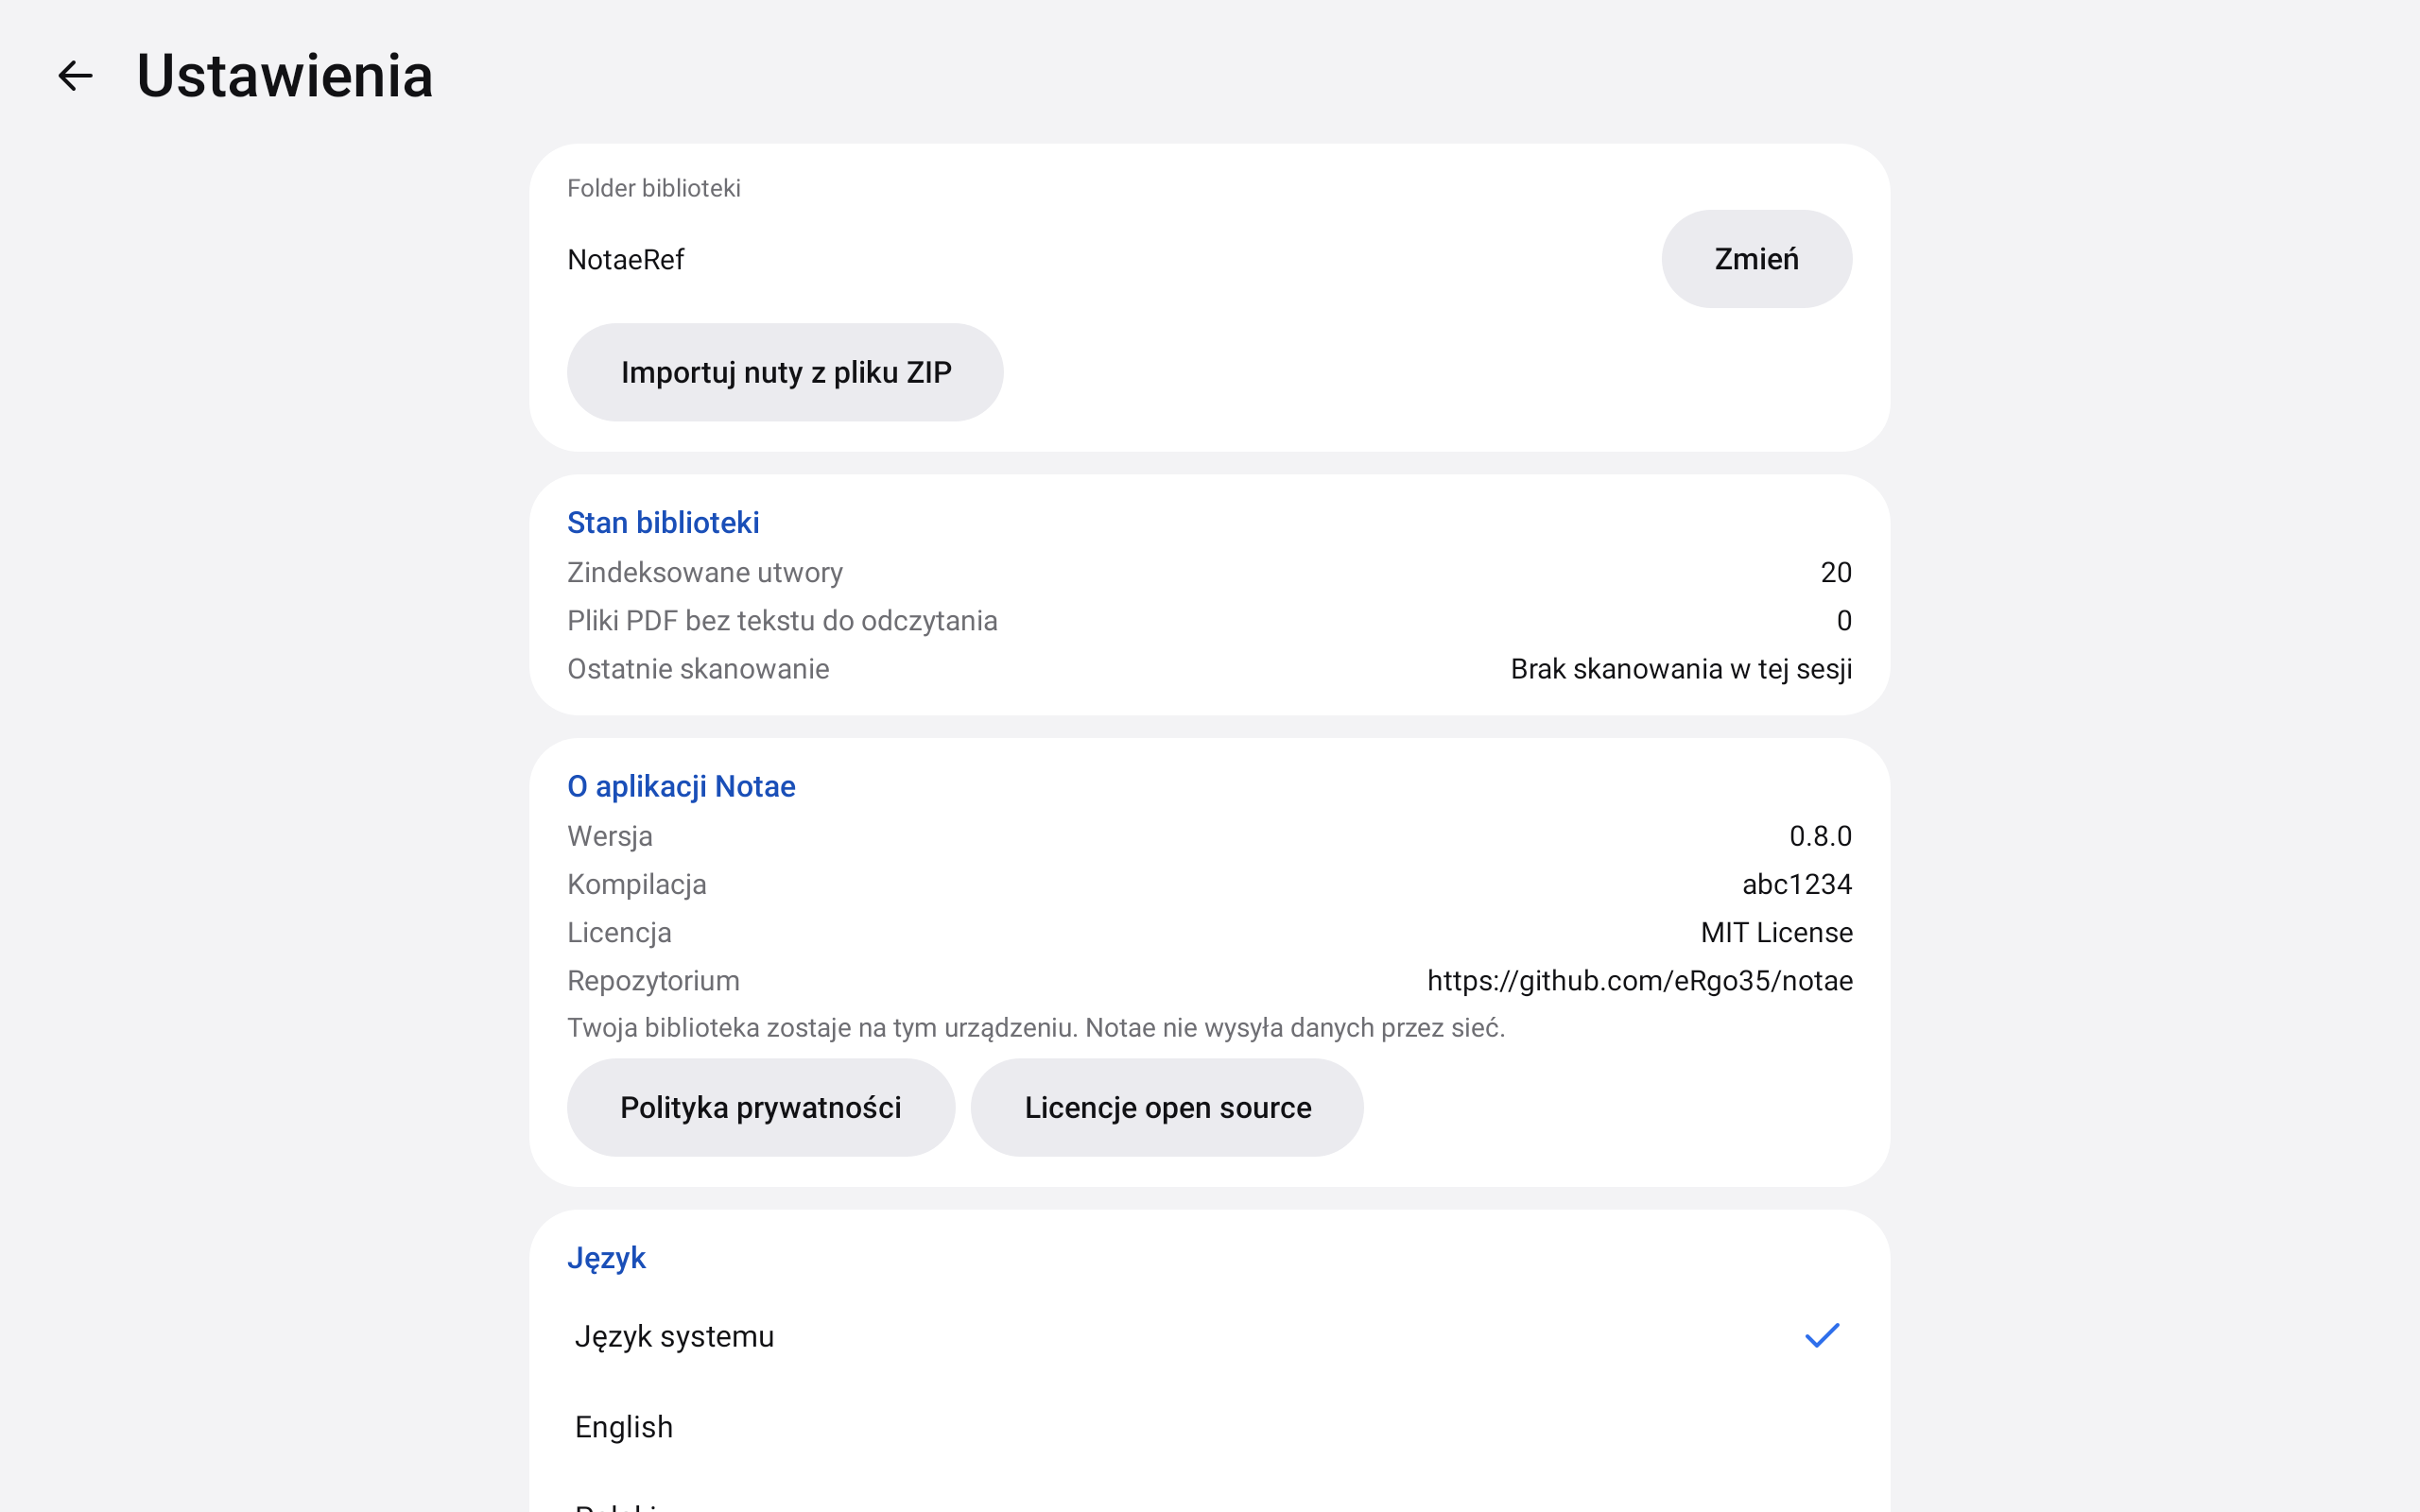 Ustawienia
Folder biblioteki
NotaeRef
Zmień
Importuj nuty z pliku ZIP
Stan biblioteki
Zindeksowane utwory 20
Pliki PDF bez tekstu do odczytania 0
Ostatnie skanowanie Brak skanowania w tej sesji
O aplikacji Notae
Wersja 0.8.0
Kompilacja abc1234
Licencja MIT License
Repozytorium https://github.com/eRgo35/notae
Twoja biblioteka zostaje na tym urządzeniu. Notae nie wysyła danych przez sieć.
Polityka prywatności Licencje open source
Język
Język systemu
English